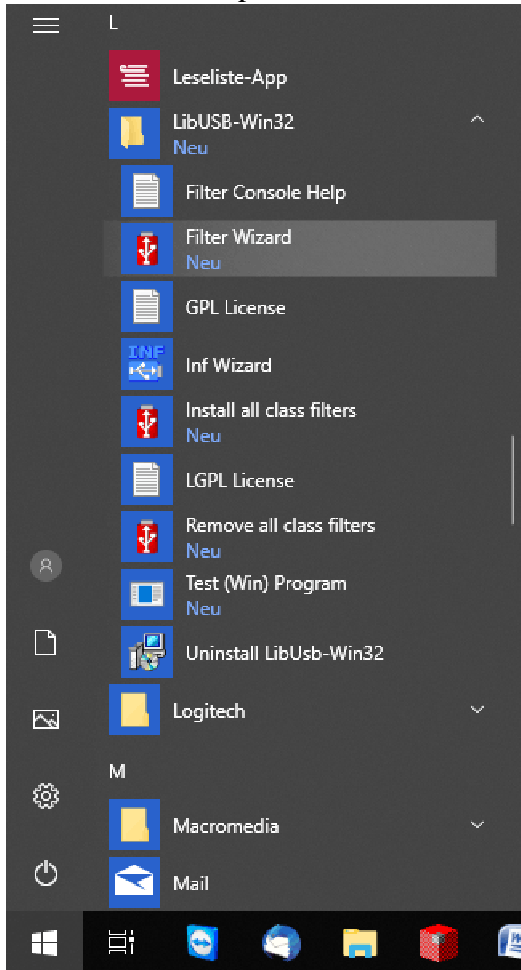 L
Leseliste-App
LibUSB-Win32
Neu
Filter Console Help
Filter Wizard
Neu
GPL License
INF
Inf Wizard
Install all class filters
Neu
LGPL License
Remove all class filters
Neu
Test (Win) Program
Neu
Uninstall LibUsb-Win32
Logitech
M
Macromedia
Mail